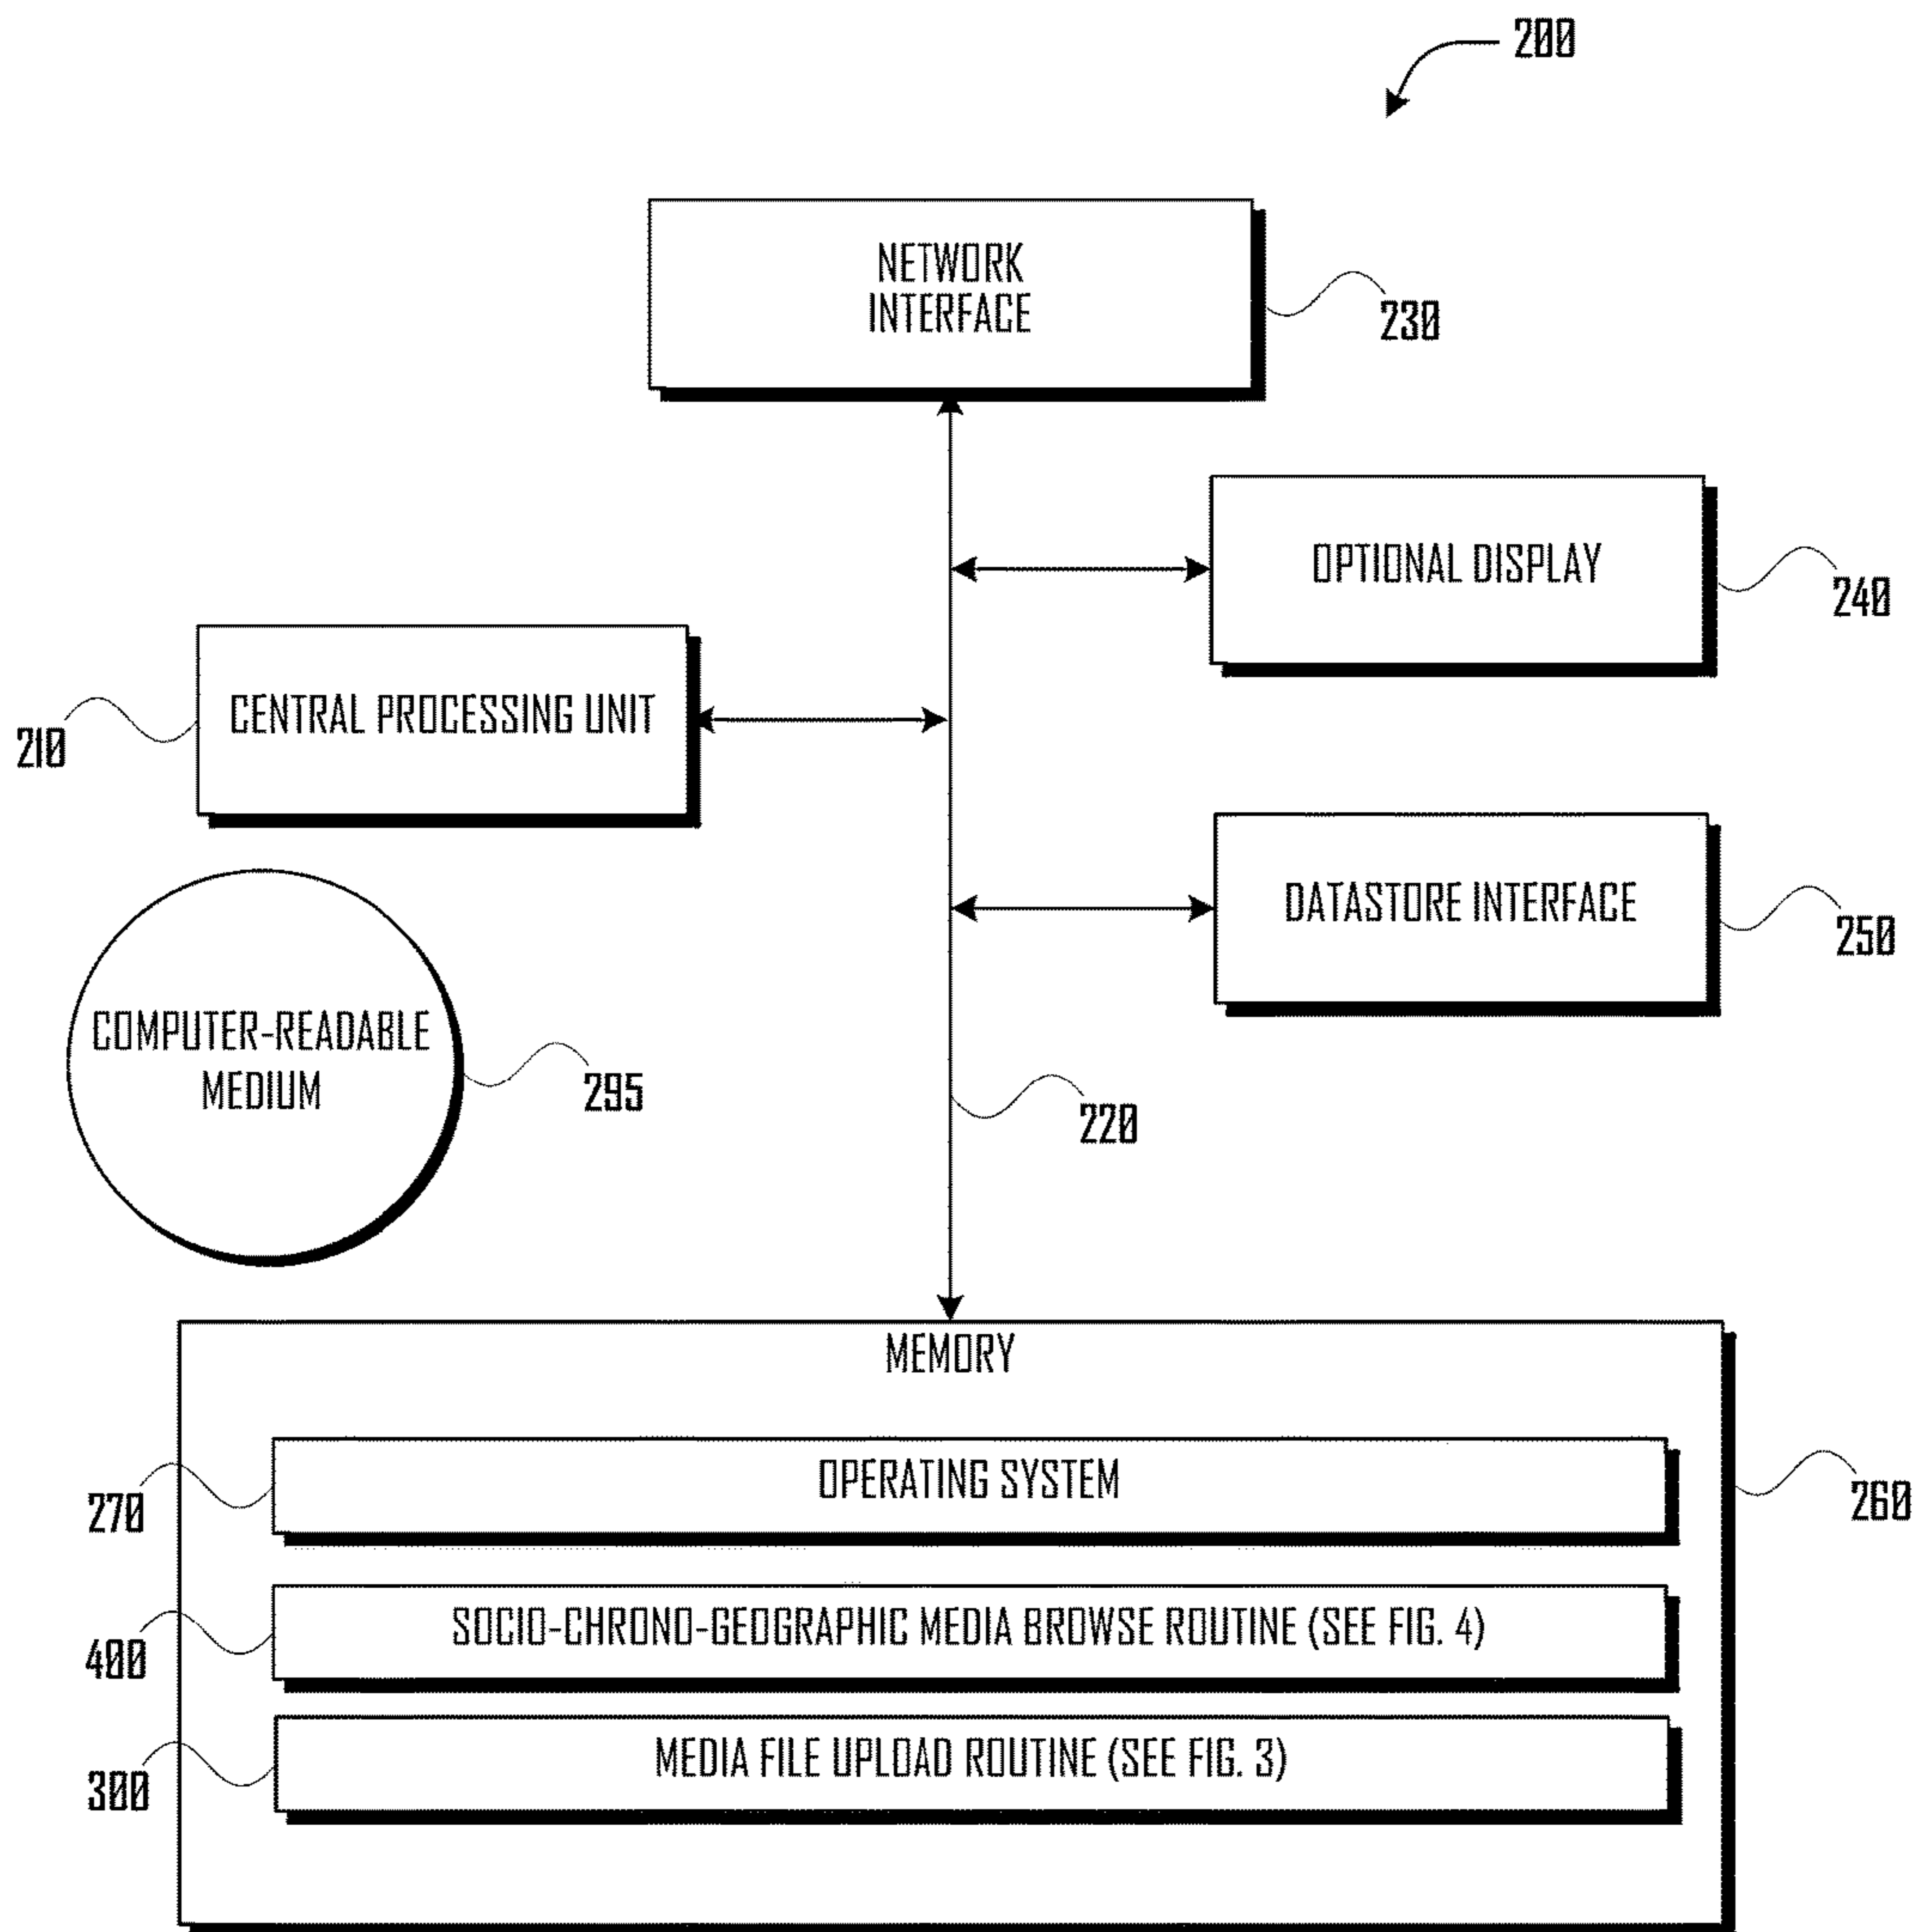 200
NETWORK
INTERFACE
230
OPTIONAL DISPLAY
240
CENTRAL PROCESSING UNIT
210
DATASTORE INTERFACE
250
COMPUTER-READABLE
MEDIUM
295
220
MEMORY
OPERATING SYSTEM
270
260
SOCIO-CHRONO-GEOGRAPHIC MEDIA BROWSE ROUTINE (SEE FIG. 4)
400
MEDIA FILE UPLOAD ROUTINE (SEE FIG. 3)
300